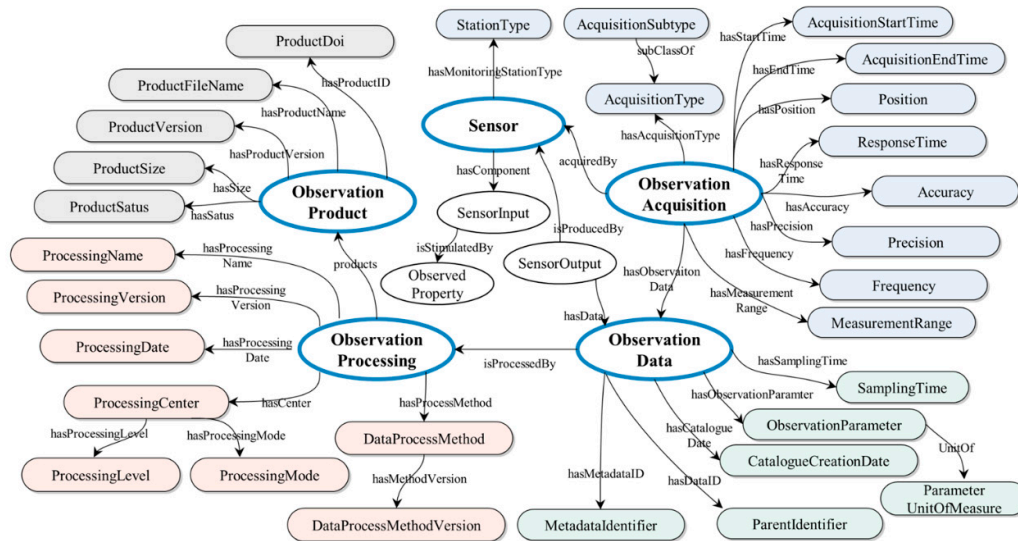 ProductDoi
hasProductID
ProductFileName
hasProductName
ProductVersion
hasProductVersion
ProductSize
hasSize
ProductSatus
hasSatus
Observation
Product
StationType
hasMonitoringStationType
Sensor
hasComponent
SensorInput
isStimulatedBy
Observed
Property
AcquisitionSubtype
subClassOf
AcquisitionType
hasAcquisitionType
acquiredBy
isProducedBy
SensorOutput
hasData
Observation
Acquisition
hasStartTime
AcquisitionStartTime
hasEndTime
AcquisitionEndTime
hasPosition
Position
hasResponse
Time
ResponseTime
hasAccuracy
Accuracy
hasPrecision
Precision
hasFrequency
Frequency
hasMeasurement
Range
MeasurementRange
hasObservaiton
Data
ProcessingName
hasProcessing
Name
products
ProcessingVersion
hasProcessing
Version
ProcessingDate
hasProcessing
Date
Observation
Processing
isProcessedBy
Observation
Data
hasCenter
ProcessingCenter
hasProcessingLevel
hasProcessingMode
ProcessingLevel
ProcessingMode
hasProcessMethod
DataProcessMethod
hasMethodVersion
DataProcessMethodVersion
hasSamplingTime
SamplingTime
hasObservationParamter
ObservationParameter
UnitOf
Parameter
UnitOfMeasure
hasCatalogue
Date
CatalogueCreationDate
hasMetadataID
MetadataIdentifier
hasDataID
ParentIdentifier